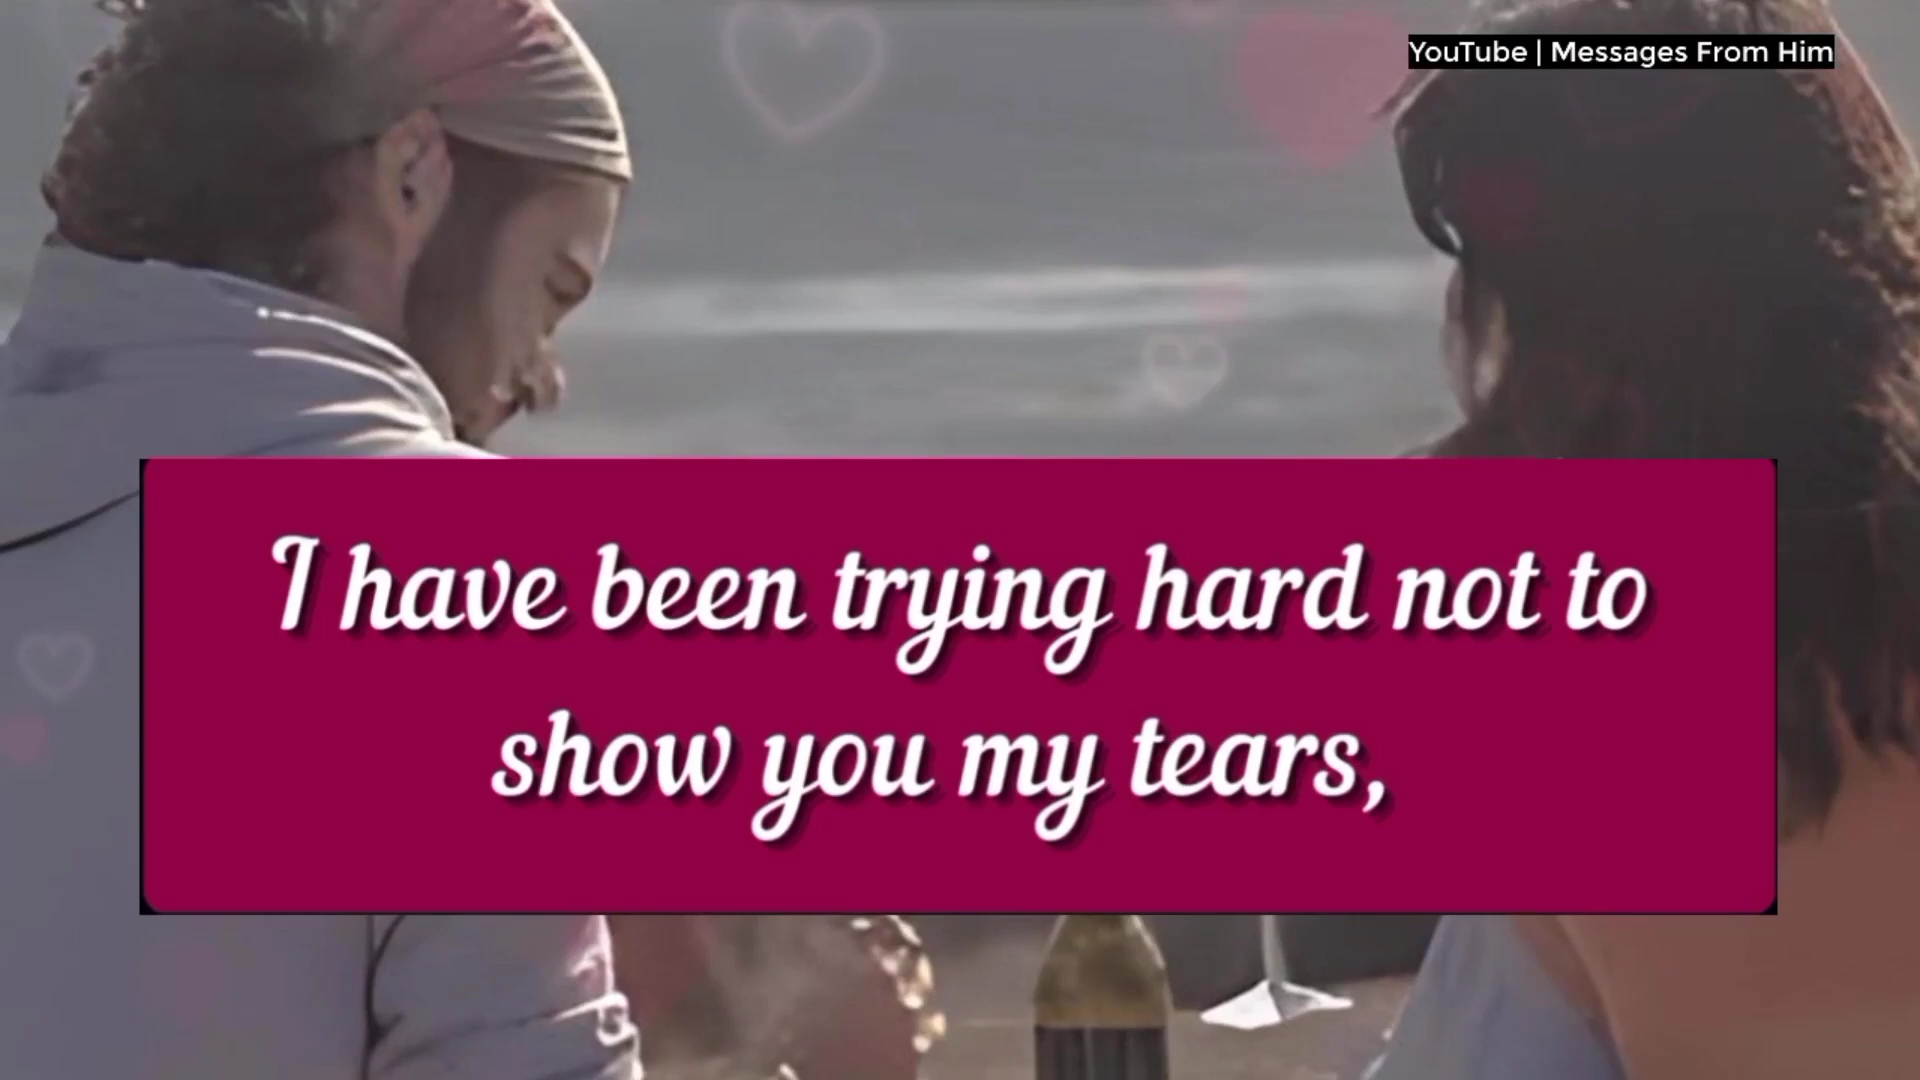 YouTube | Messages From Him
I have been trying hard not to
show you my tears,